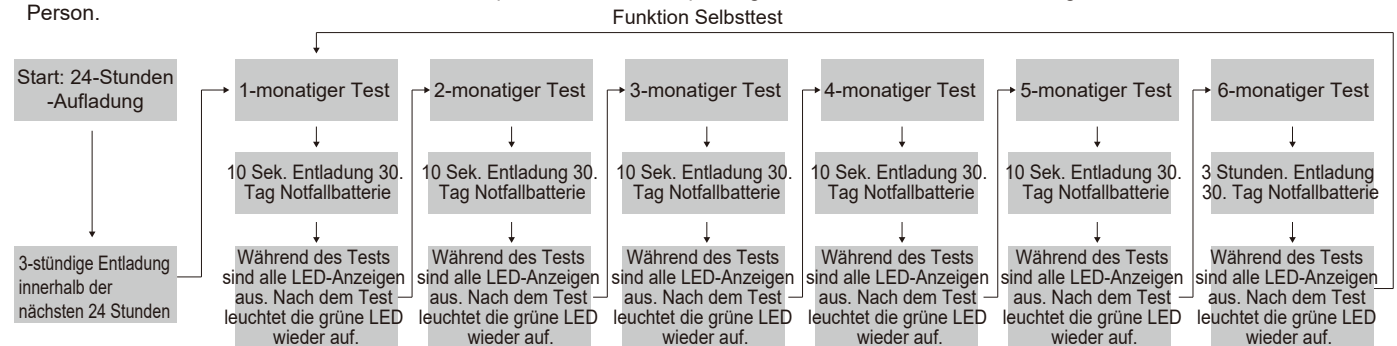 Person.
Funktion Selbsttest
Start: 24-Stunden
-Aufladung
3-stündige Entladung
innerhalb der
nächsten 24 Stunden
1-monatiger Test
10 Sek. Entladung 30.
Tag Notfallbatterie
Während des Tests
sind alle LED-Anzeigen
aus. Nach dem Test
leuchtet die grüne LED
wieder auf.
2-monatiger Test
10 Sek. Entladung 30.
Tag Notfallbatterie
Während des Tests
sind alle LED-Anzeigen
aus. Nach dem Test
leuchtet die grüne LED
wieder auf.
3-monatiger Test
10 Sek. Entladung 30.
Tag Notfallbatterie
Während des Tests
sind alle LED-Anzeigen
aus. Nach dem Test
leuchtet die grüne LED
wieder auf.
4-monatiger Test
10 Sek. Entladung 30.
Tag Notfallbatterie
Während des Tests
sind alle LED-Anzeigen
aus. Nach dem Test
leuchtet die grüne LED
wieder auf.
5-monatiger Test
10 Sek. Entladung 30.
Tag Notfallbatterie
Während des Tests
sind alle LED-Anzeigen
aus. Nach dem Test
leuchtet die grüne LED
wieder auf.
6-monatiger Test
3 Stunden. Entladung
30. Tag Notfallbatterie
Während des Tests
sind alle LED-Anzeigen
aus. Nach dem Test
leuchtet die grüne LED
wieder auf.